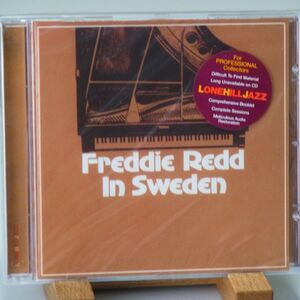 For
PROFESSIONAL
Collectors
Difficult To Find Material
Long Unavailable on CD
LONEHILLJAZZ
Comprehensive Booklet
Complete Sessions
Meticulous Audio
Restoration
Freddie Redd
In Sweden